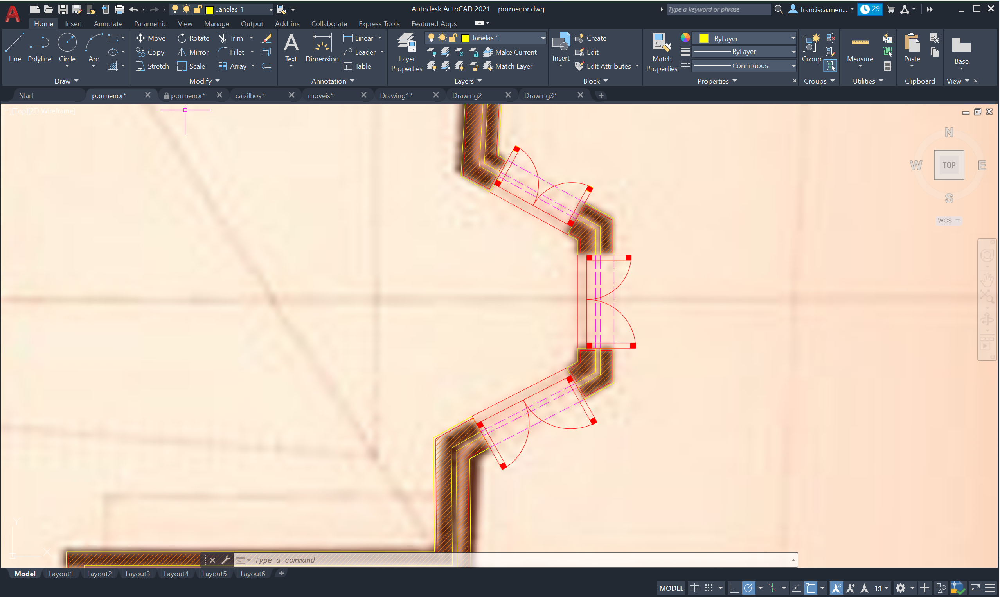 Janelas 1
Autodesk AutoCAD 2021 pormenor.dwg
Type a keyword or phrase
francisca.men...
29
Home Insert Annotate Parametric View Manage Output Add-ins Collaborate Express Tools Featured Apps
Line Polyline Circle Arc
Draw
Move Rotate Trim
Copy Mirror Fillet
Stretch Scale Array
Modify
Text Dimension
Linear
Leader
Table
Annotation
Layer Properties
Janelas 1
Make Current
Match Layer
Layers
Insert
Create
Edit
Edit Attributes
Block
Match Properties
ByLayer
ByLayer
Continuous
Properties
Group
Groups
Measure
Utilities
Paste
Clipboard
Base
View
Start pormenor* pormenor* caixilhos* moveis* Drawing1* Drawing2 Drawing3*
[−][Top][2D Wireframe]
N
W TOP E
S
WCS
Y
X
Type a command
Model Layout1 Layout2 Layout3 Layout4 Layout5 Layout6
MODEL 1:1